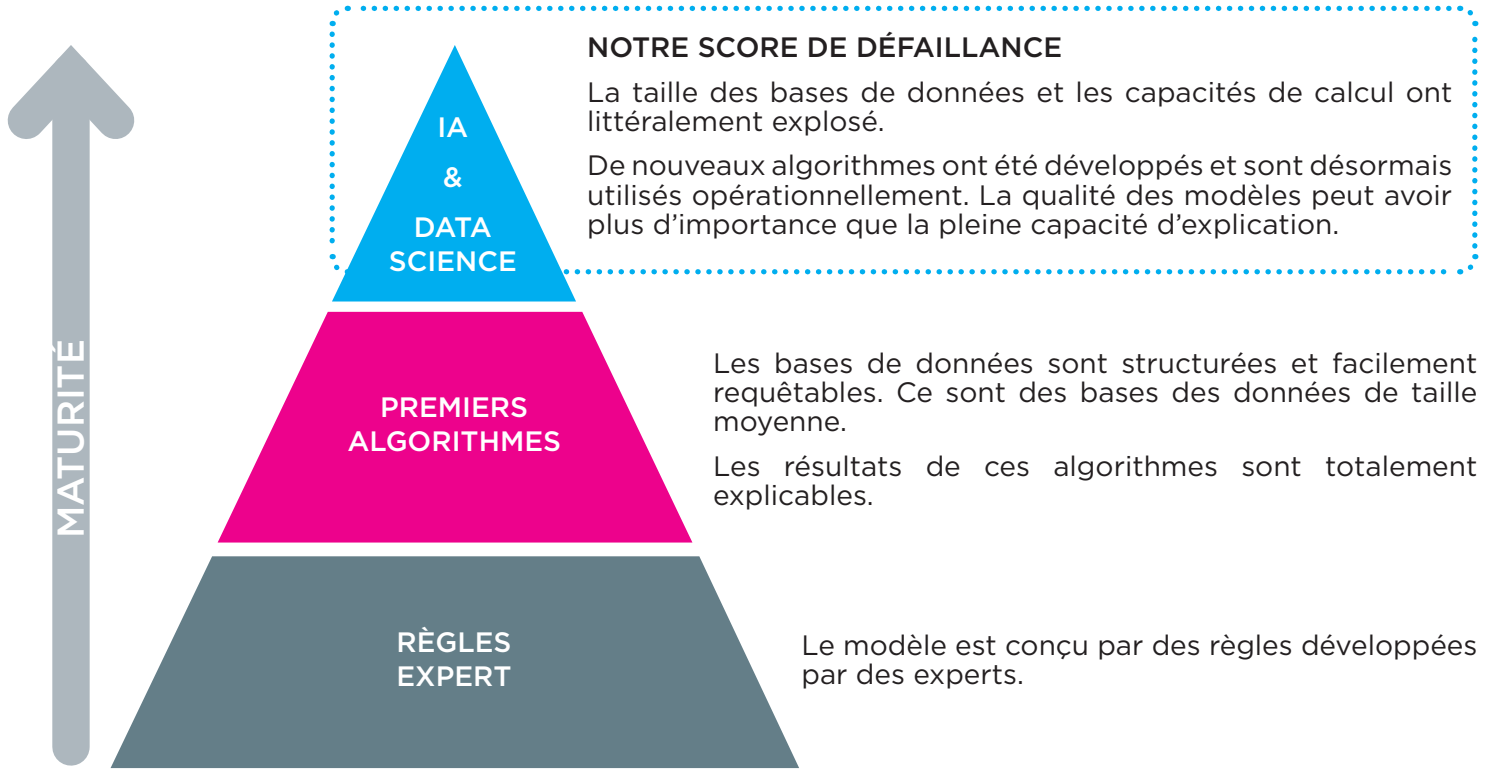 NOTRE SCORE DE DÉFAILLANCE
La taille des bases de données et les capacités de calcul ont
littéralement explosé.
De nouveaux algorithmes ont été développés et sont désormais
utilisés opérationnellement. La qualité des modèles peut avoir
plus d’importance que la pleine capacité d’explication.
IA
&
DATA
SCIENCE
MATURITÉ
PREMIERS
ALGORITHMES
Les bases de données sont structurées et facilement
requêtables. Ce sont des bases des données de taille
moyenne.
Les résultats de ces algorithmes sont totalement
explicables.
RÈGLES
EXPERT
Le modèle est conçu par des règles développées
par des experts.